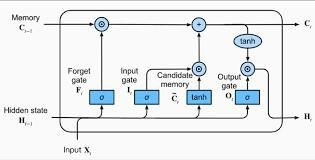 Memory
C_{t-1}
C_t
tanh
Forget gate
F_t
Input gate
I_t
Candidate memory
C̃_t
Output gate
O_t
σ
σ
tanh
σ
Hidden state
H_{t-1}
H_t
Input X_t